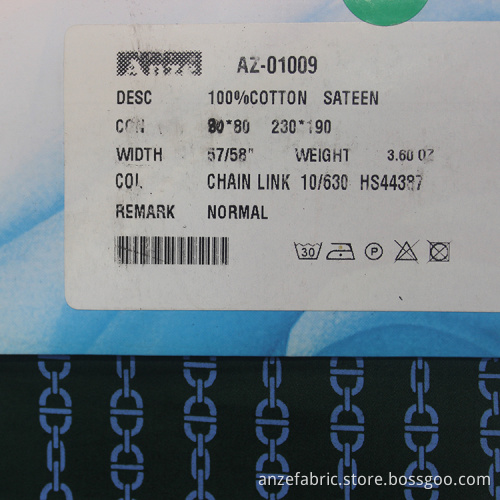 Anze AZ-01009
DESC 100%COTTON SATEEN
CON 80*80 230*190
WIDTH 57/58" WEIGHT 3.60 OZ
COL CHAIN LINK 10/630 HS44387
REMARK NORMAL
30 P
anzefabric.store.bossgoo.com